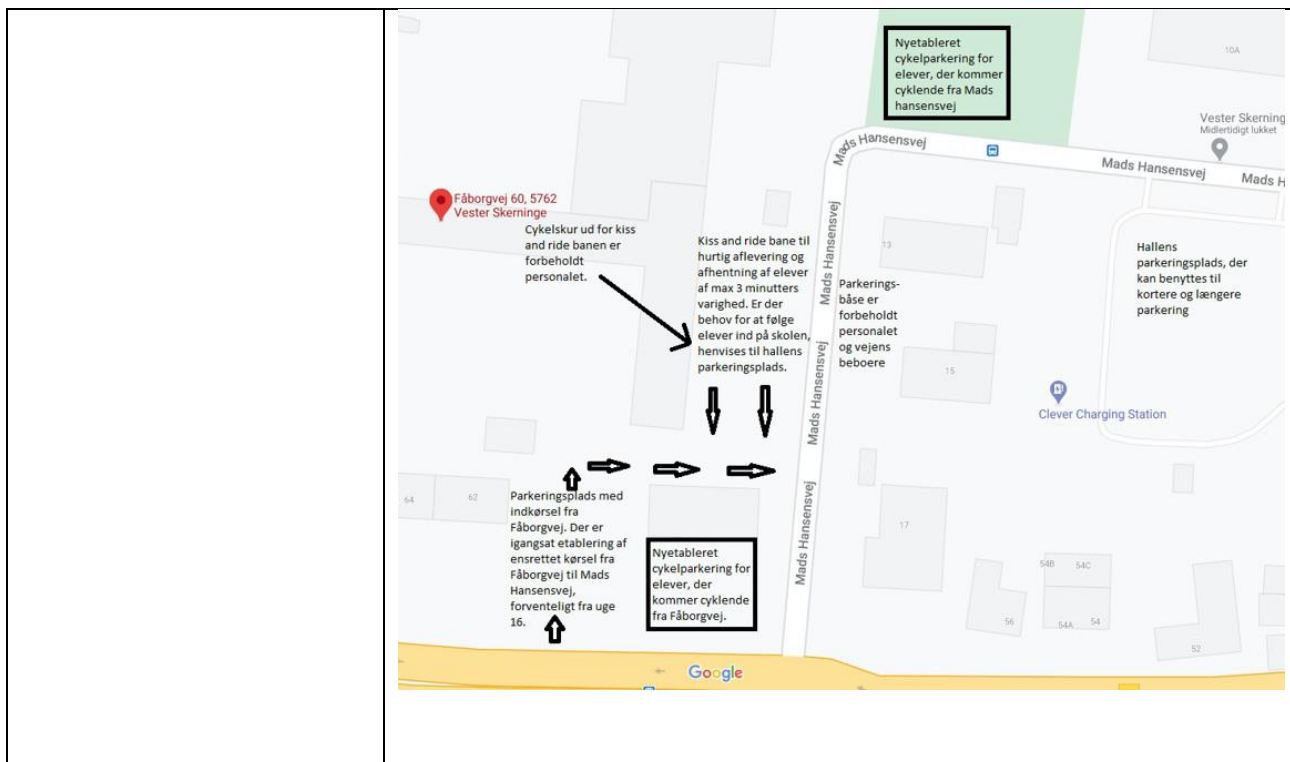 Nyetableret
cykelparkering for
elever, der kommer
cyklende fra Mads
hansensvej
10A
Vester Skerning
Midlertidigt lukket
Mads Hansensvej
Mads Hansensvej
Mads H
Fåborgvej 60, 5762
Vester Skerninge
Cykelskur ud for kiss
and ride banen er
forbeholdt
personalet.
Kiss and ride bane til
hurtig aflevering og
afhentning af elever
af max 3 minutters
varighed. Er der
behov for at følge
elever ind på skolen,
henvises til hallens
parkeringsplads.
Mads Hansensvej
Mads Hansensvej
Mads Hansensvej
13
Parkerings-
båse er
forbeholdt
personalet
og vejens
beboere
Hallens
parkeringsplads, der
kan benyttes til
kortere og længere
parkering
15
Clever Charging Station
64
62
Parkeringsplads med
indkørsel fra
Fåborgvej. Der er
igangsat etablering af
ensrettet kørsel fra
Fåborgvej til Mads
Hansensvej,
forventeligt fra uge
16.
Nyetableret
cykelparkering for
elever, der
kommer cyklende
fra Fåborgvej.
17
54B
54C
56
54A
54
52
Google